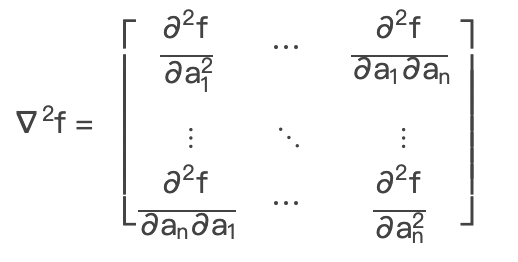 ∇²f = [ ∂²f/∂a₁² ⋯ ∂²f/∂a₁∂aₙ
⋮ ⋱ ⋮
∂²f/∂aₙ∂a₁ ⋯ ∂²f/∂aₙ² ]